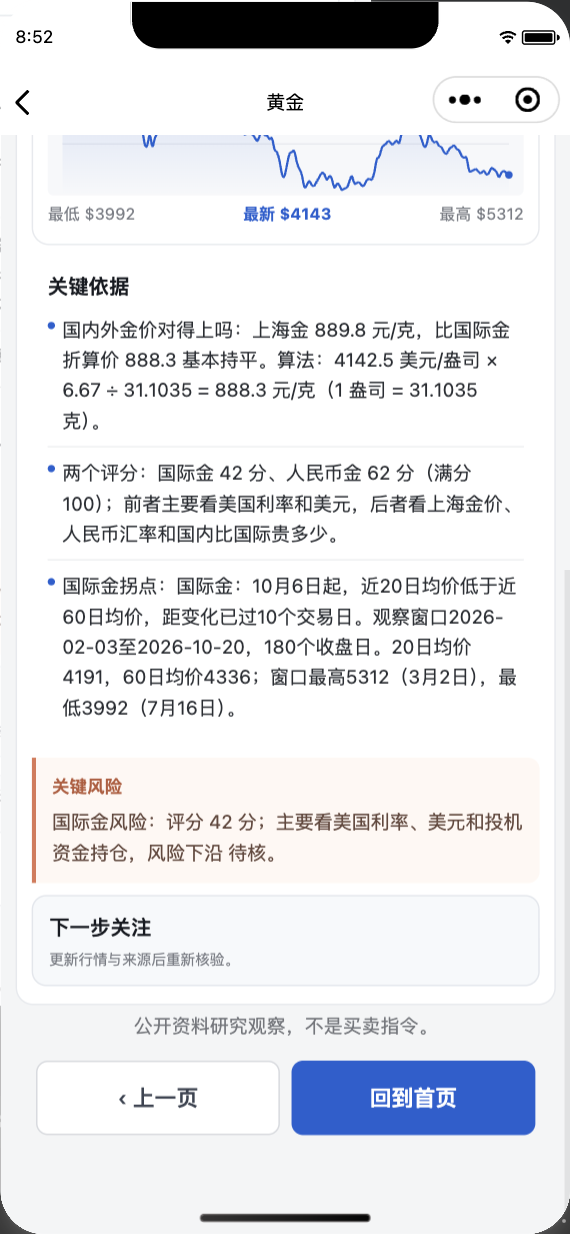 8:52
黄金
最低 $3992 最新 $4143 最高 $5312
关键依据
国内外金价对得上吗：上海金 889.8 元/克，比国际金
折算价 888.3 基本持平。算法：4142.5 美元/盎司 ×
6.67 ÷ 31.1035 = 888.3 元/克（1 盎司 = 31.1035
克）。
两个评分：国际金 42 分、人民币金 62 分（满分
100）；前者主要看美国利率和美元，后者看上海金价、
人民币汇率和国内比国际贵多少。
国际金拐点：国际金：10月6日起，近20日均价低于近
60日均价，距变化已过10个交易日。观察窗口2026-
02-03至2026-10-20，180个收盘日。20日均价
4191，60日均价4336；窗口最高5312（3月2日），最
低3992（7月16日）。
关键风险
国际金风险：评分 42 分；主要看美国利率、美元和投机
资金持仓，风险下沿 待核。
下一步关注
更新行情与来源后重新核验。
公开资料研究观察，不是买卖指令。
‹ 上一页 回到首页